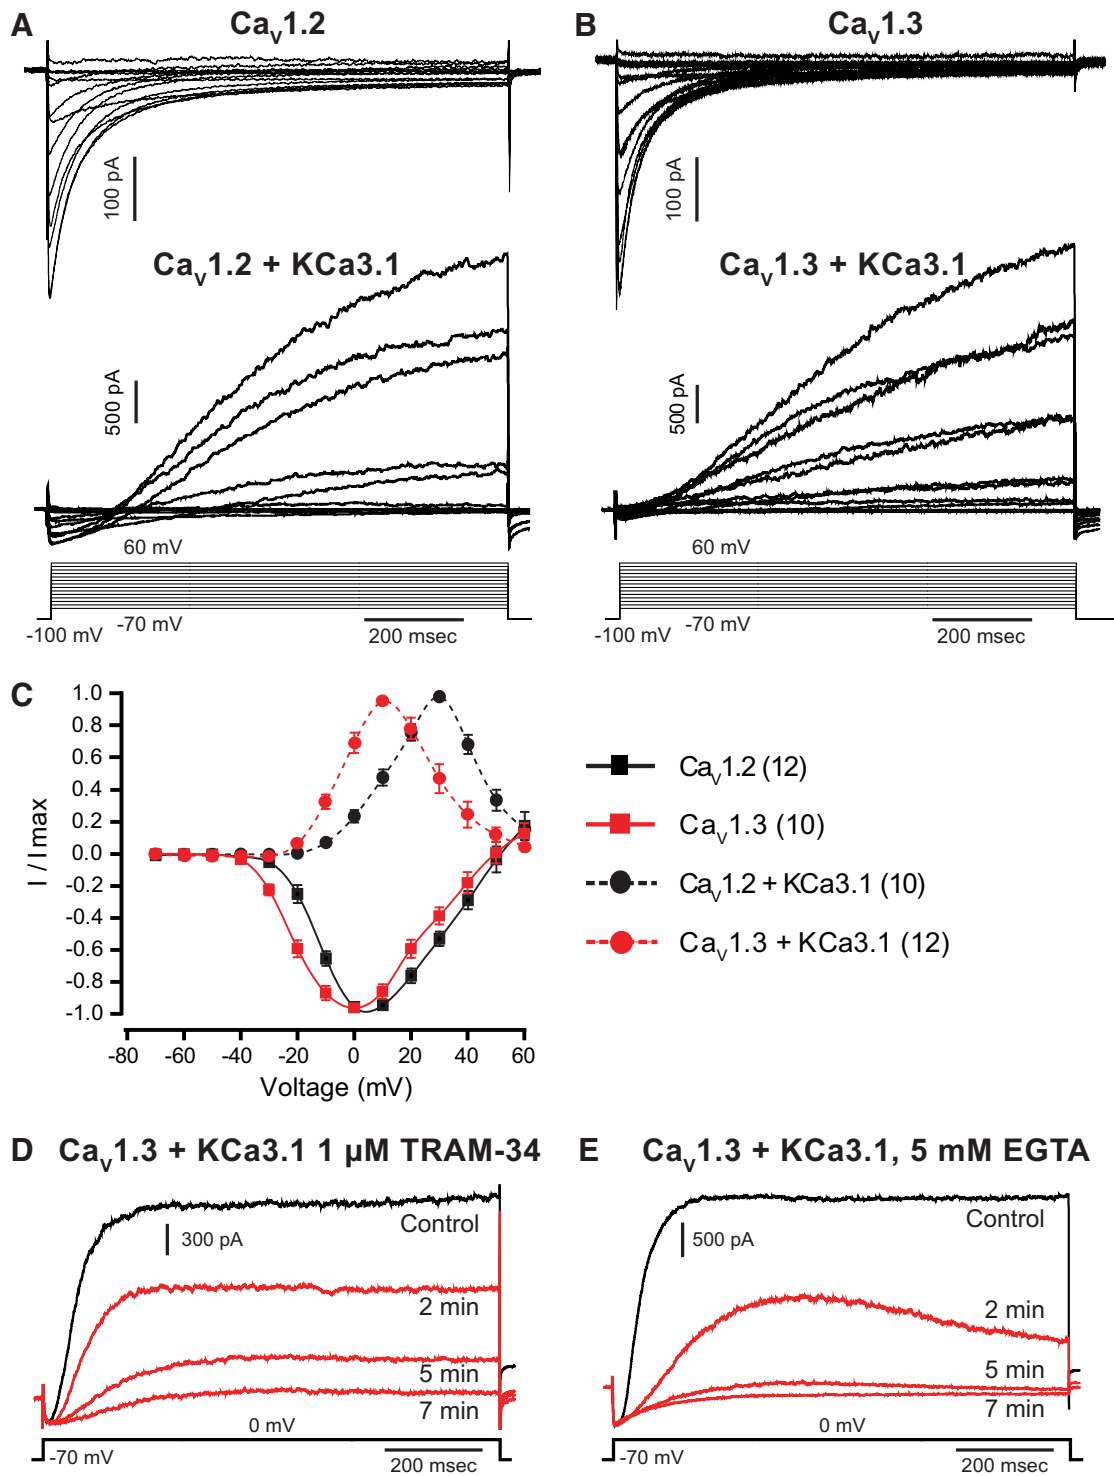 A
Cav1.2
100 pA
Cav1.2 + KCa3.1
500 pA
60 mV
-100 mV
-70 mV
200 msec
B
Cav1.3
100 pA
Cav1.3 + KCa3.1
500 pA
60 mV
-100 mV
-70 mV
200 msec
C
I / Imax
1.0
0.8
0.6
0.4
0.2
0.0
-0.2
-0.4
-0.6
-0.8
-1.0
-80 -60 -40 -20 0 20 40 60
Voltage (mV)
Cav1.2 (12)
Cav1.3 (10)
Cav1.2 + KCa3.1 (10)
Cav1.3 + KCa3.1 (12)
D Cav1.3 + KCa3.1 1 µM TRAM-34
Control
300 pA
2 min
5 min
7 min
0 mV
-70 mV
200 msec
E Cav1.3 + KCa3.1, 5 mM EGTA
Control
500 pA
2 min
5 min
7 min
0 mV
-70 mV
200 msec